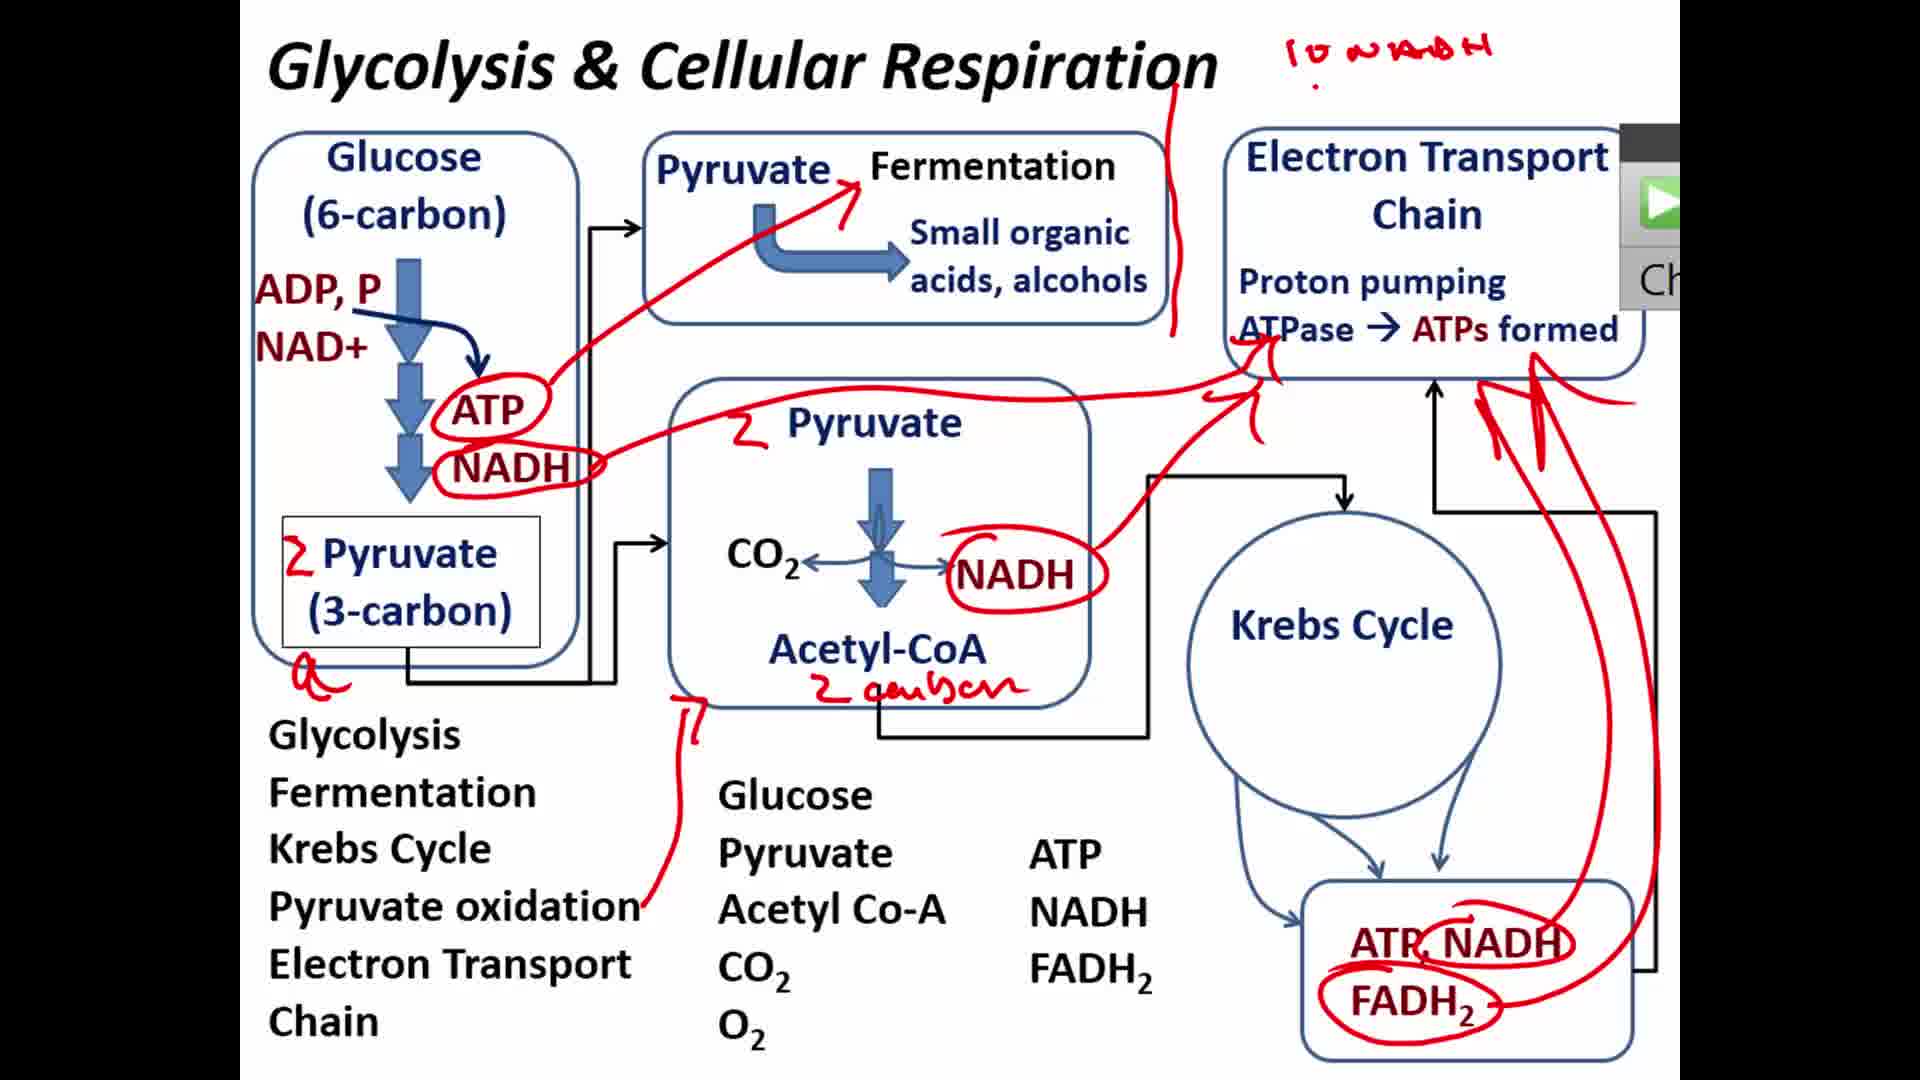 Glycolysis & Cellular Respiration
10 NADH
Glucose
(6-carbon)
ADP, P
NAD+
ATP
NADH
2 Pyruvate
(3-carbon)
Pyruvate
Fermentation
Small organic
acids, alcohols
2 Pyruvate
CO₂
NADH
Acetyl-CoA
2 carbon
Electron Transport
Chain
Proton pumping
ATPase → ATPs formed
Krebs Cycle
ATP, NADH
FADH₂
Glycolysis
Fermentation
Krebs Cycle
Pyruvate oxidation
Electron Transport
Chain
Glucose
Pyruvate
Acetyl Co-A
CO₂
O₂
ATP
NADH
FADH₂